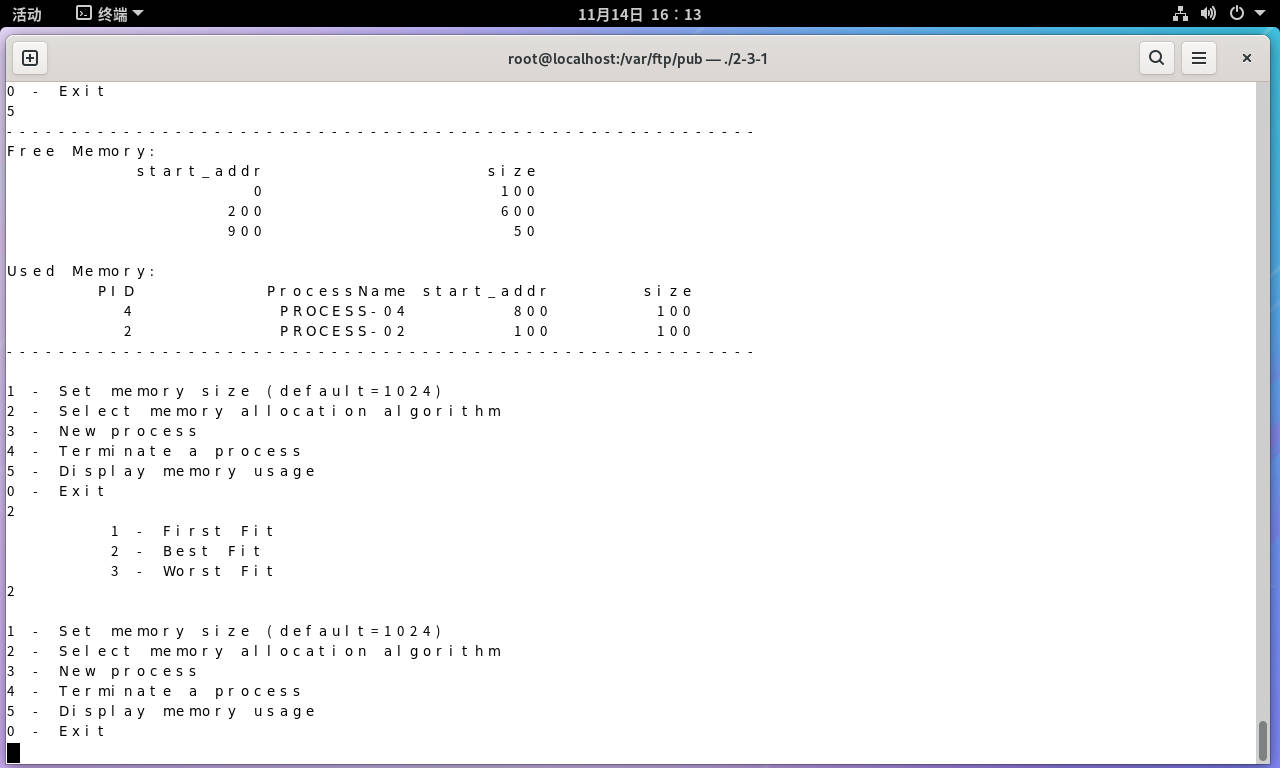 活动 终端 11月14日 16：13
root@localhost:/var/ftp/pub — ./2-3-1
0 - Exit
5
----------------------------------------------------------
Free Memory:
start_addr size
0 100
200 600
900 50
Used Memory:
PID ProcessName start_addr size
4 PROCESS-04 800 100
2 PROCESS-02 100 100
----------------------------------------------------------
1 - Set memory size (default=1024)
2 - Select memory allocation algorithm
3 - New process
4 - Terminate a process
5 - Display memory usage
0 - Exit
2
1 - First Fit
2 - Best Fit
3 - Worst Fit
2
1 - Set memory size (default=1024)
2 - Select memory allocation algorithm
3 - New process
4 - Terminate a process
5 - Display memory usage
0 - Exit